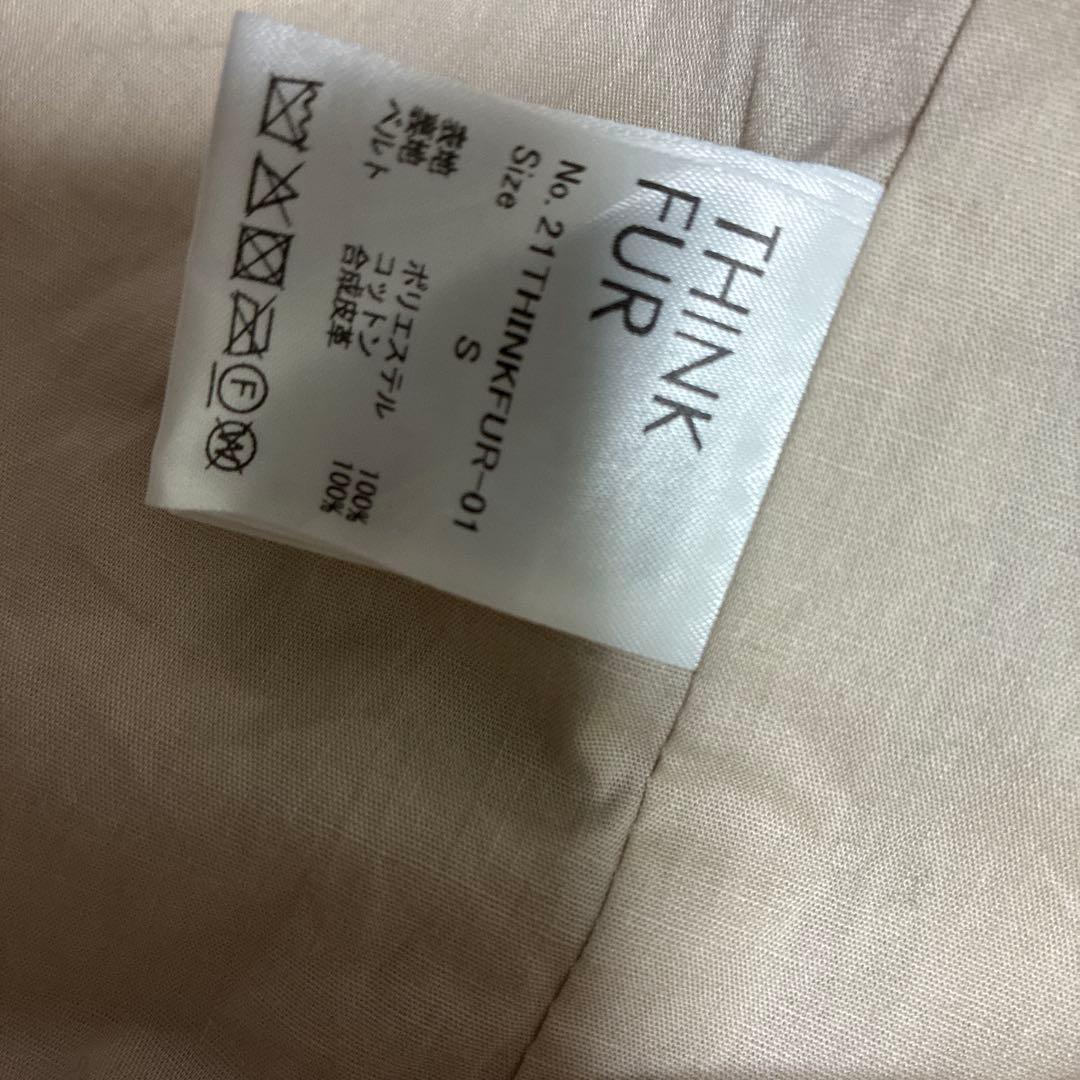 THINK
FUR
No. 21THINKFUR-01
Size S
表地 ポリエステル 100%
裏地 コットン 100%
ベルト 合成皮革
F
W